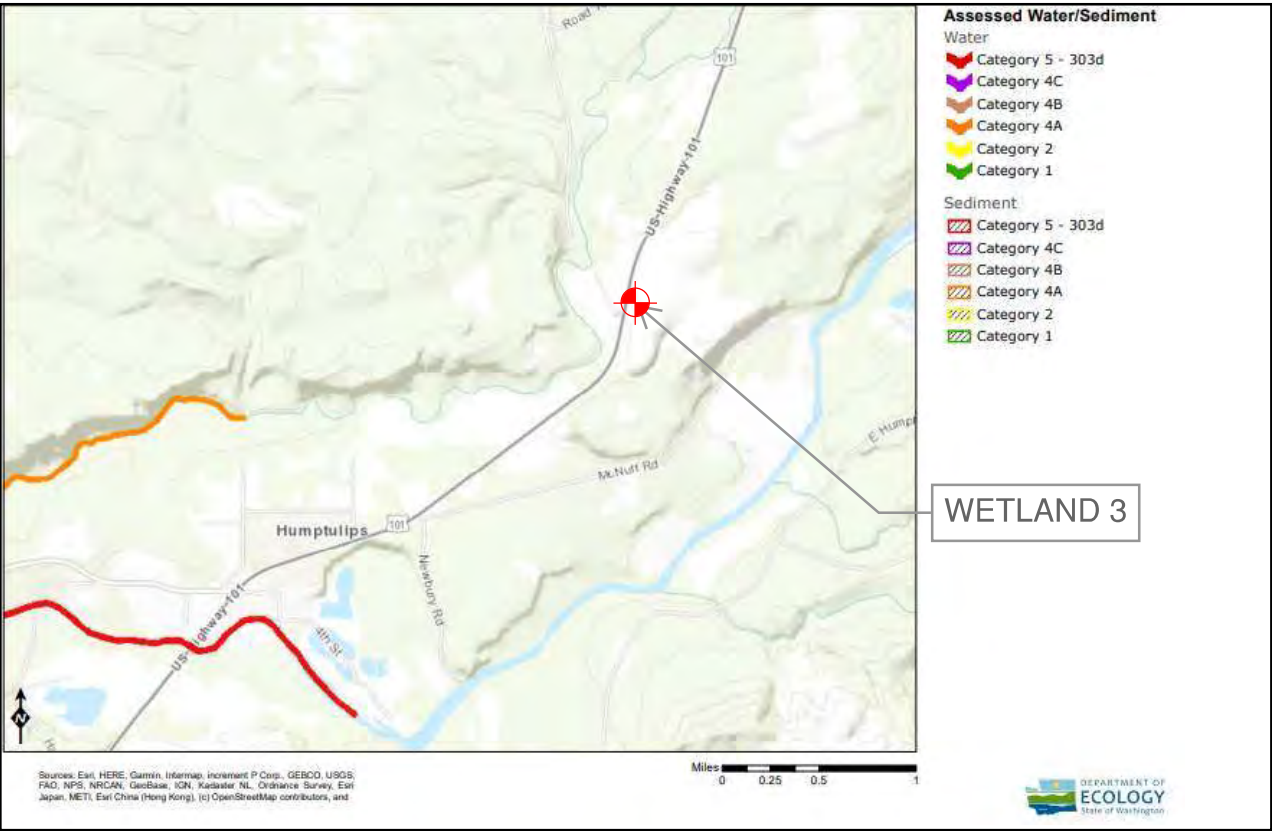 Assessed Water/Sediment
Water
Category 5 - 303d
Category 4C
Category 4B
Category 4A
Category 2
Category 1
Sediment
Category 5 - 303d
Category 4C
Category 4B
Category 4A
Category 2
Category 1
Road
101
US-Highway-101
E Hump
McNutt Rd
WETLAND 3
Humptulips
101
Newbury Rd
US-Highway-101
4th St
N
Miles
0 0.25 0.5 1
Sources: Esri, HERE, Garmin, Intermap, increment P Corp., GEBCO, USGS,
FAO, NPS, NRCAN, GeoBase, IGN, Kadaster NL, Ordnance Survey, Esri
Japan, METI, Esri China (Hong Kong), (c) OpenStreetMap contributors, and
DEPARTMENT OF
ECOLOGY
State of Washington